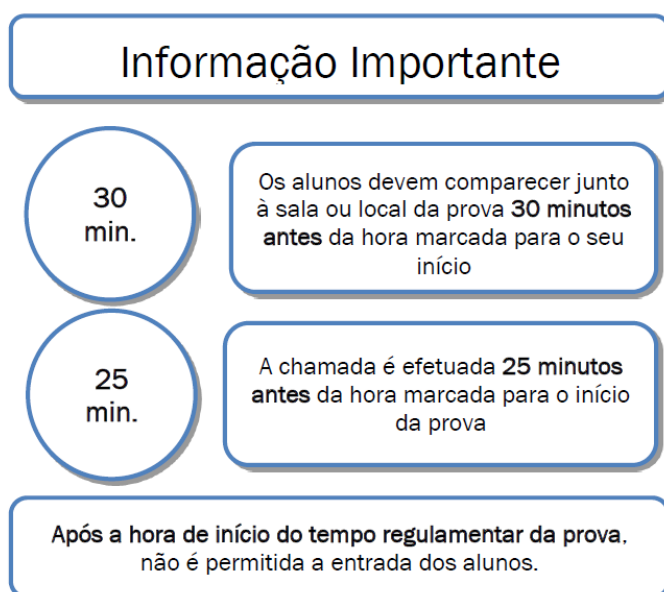 Informação Importante
30
min.
Os alunos devem comparecer junto
à sala ou local da prova 30 minutos
antes da hora marcada para o seu
início
25
min.
A chamada é efetuada 25 minutos
antes da hora marcada para o início
da prova
Após a hora de início do tempo regulamentar da prova,
não é permitida a entrada dos alunos.